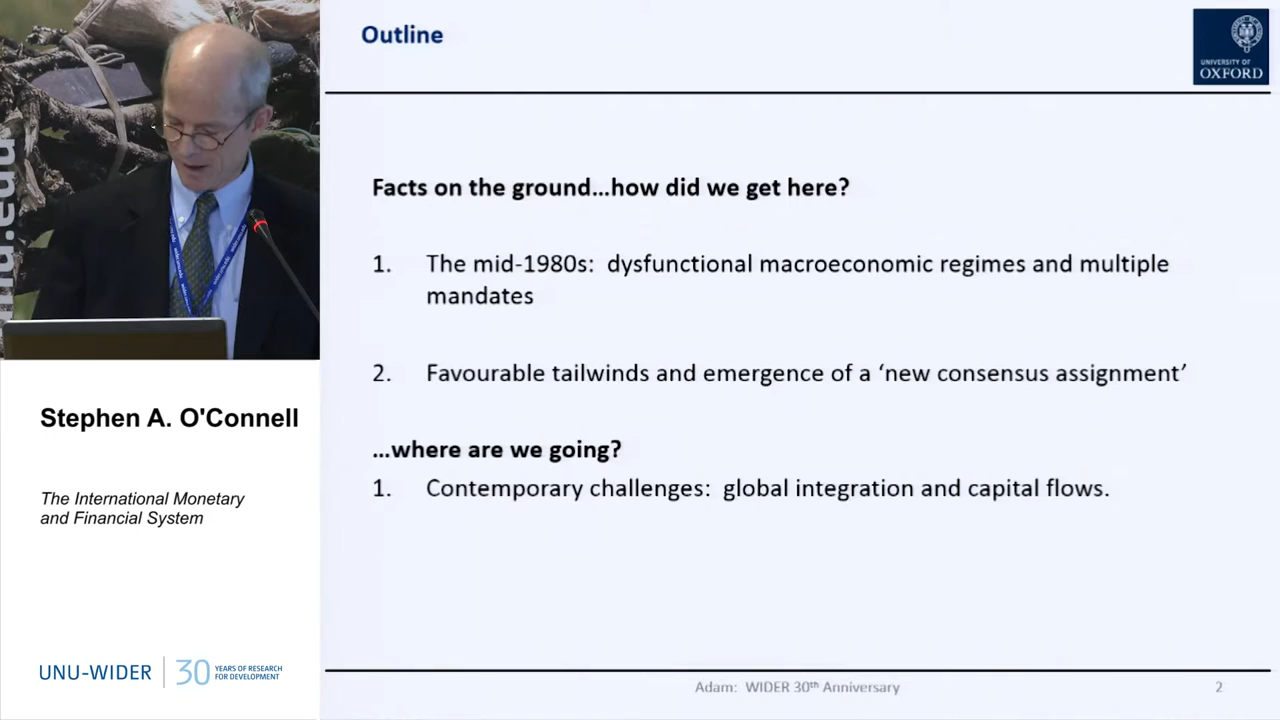 Outline
UNIVERSITY OF
OXFORD
Facts on the ground...how did we get here?
1. The mid-1980s: dysfunctional macroeconomic regimes and multiple
mandates
2. Favourable tailwinds and emergence of a ‘new consensus assignment’
...where are we going?
1. Contemporary challenges: global integration and capital flows.
Adam: WIDER 30th Anniversary
2
Stephen A. O'Connell
The International Monetary
and Financial System
UNU-WIDER
30 YEARS OF RESEARCH
FOR DEVELOPMENT